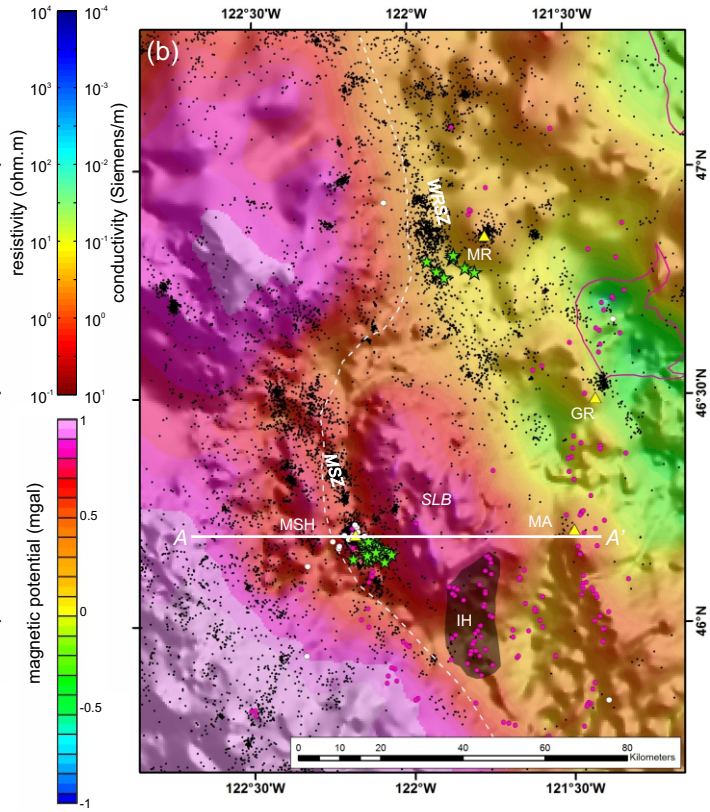 (b)
122°30'W
122°W
121°30'W
10⁴
10⁻⁴
10³
10⁻³
10²
10⁻²
10¹
10⁻¹
10⁰
10⁰
10⁻¹
10¹
resistivity (ohm.m)
conductivity (Siemens/m)
1
0.5
0
-0.5
-1
magnetic potential (mgal)
WRSZ
MR
GR
MSZ
SLB
MSH
MA
A
A'
IH
47°N
46°30'N
46°N
0 10 20 40 60 80
Kilometers
122°30'W
122°W
121°30'W